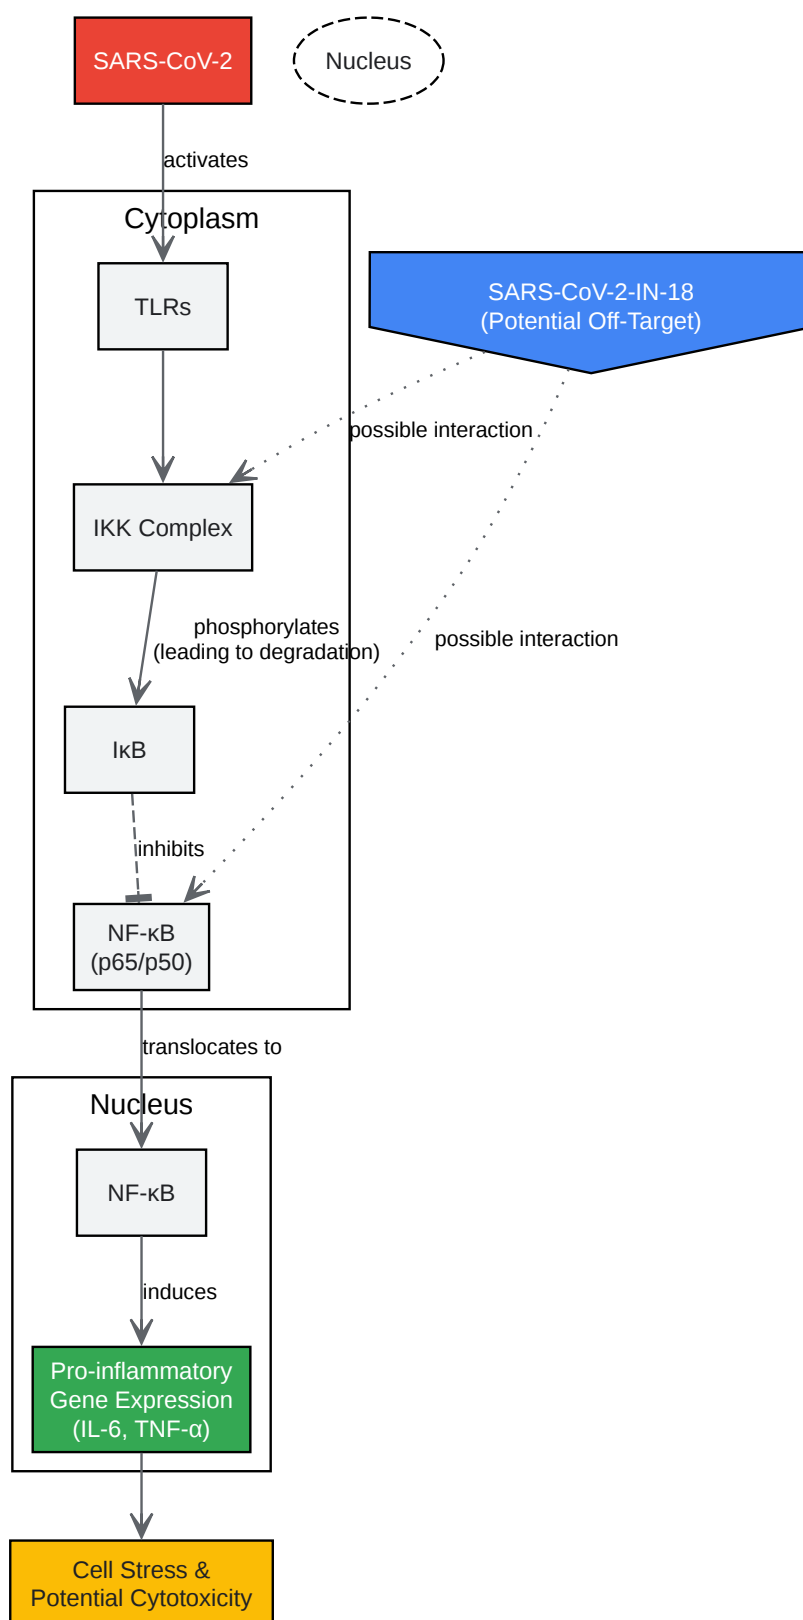 SARS-CoV-2
Nucleus
activates
Cytoplasm
TLRs
SARS-CoV-2-IN-18
(Potential Off-Target)
possible interaction
IKK Complex
phosphorylates
(leading to degradation)
possible interaction
IκB
inhibits
NF-κB
(p65/p50)
translocates to
Nucleus
NF-κB
induces
Pro-inflammatory
Gene Expression
(IL-6, TNF-α)
Cell Stress &
Potential Cytotoxicity